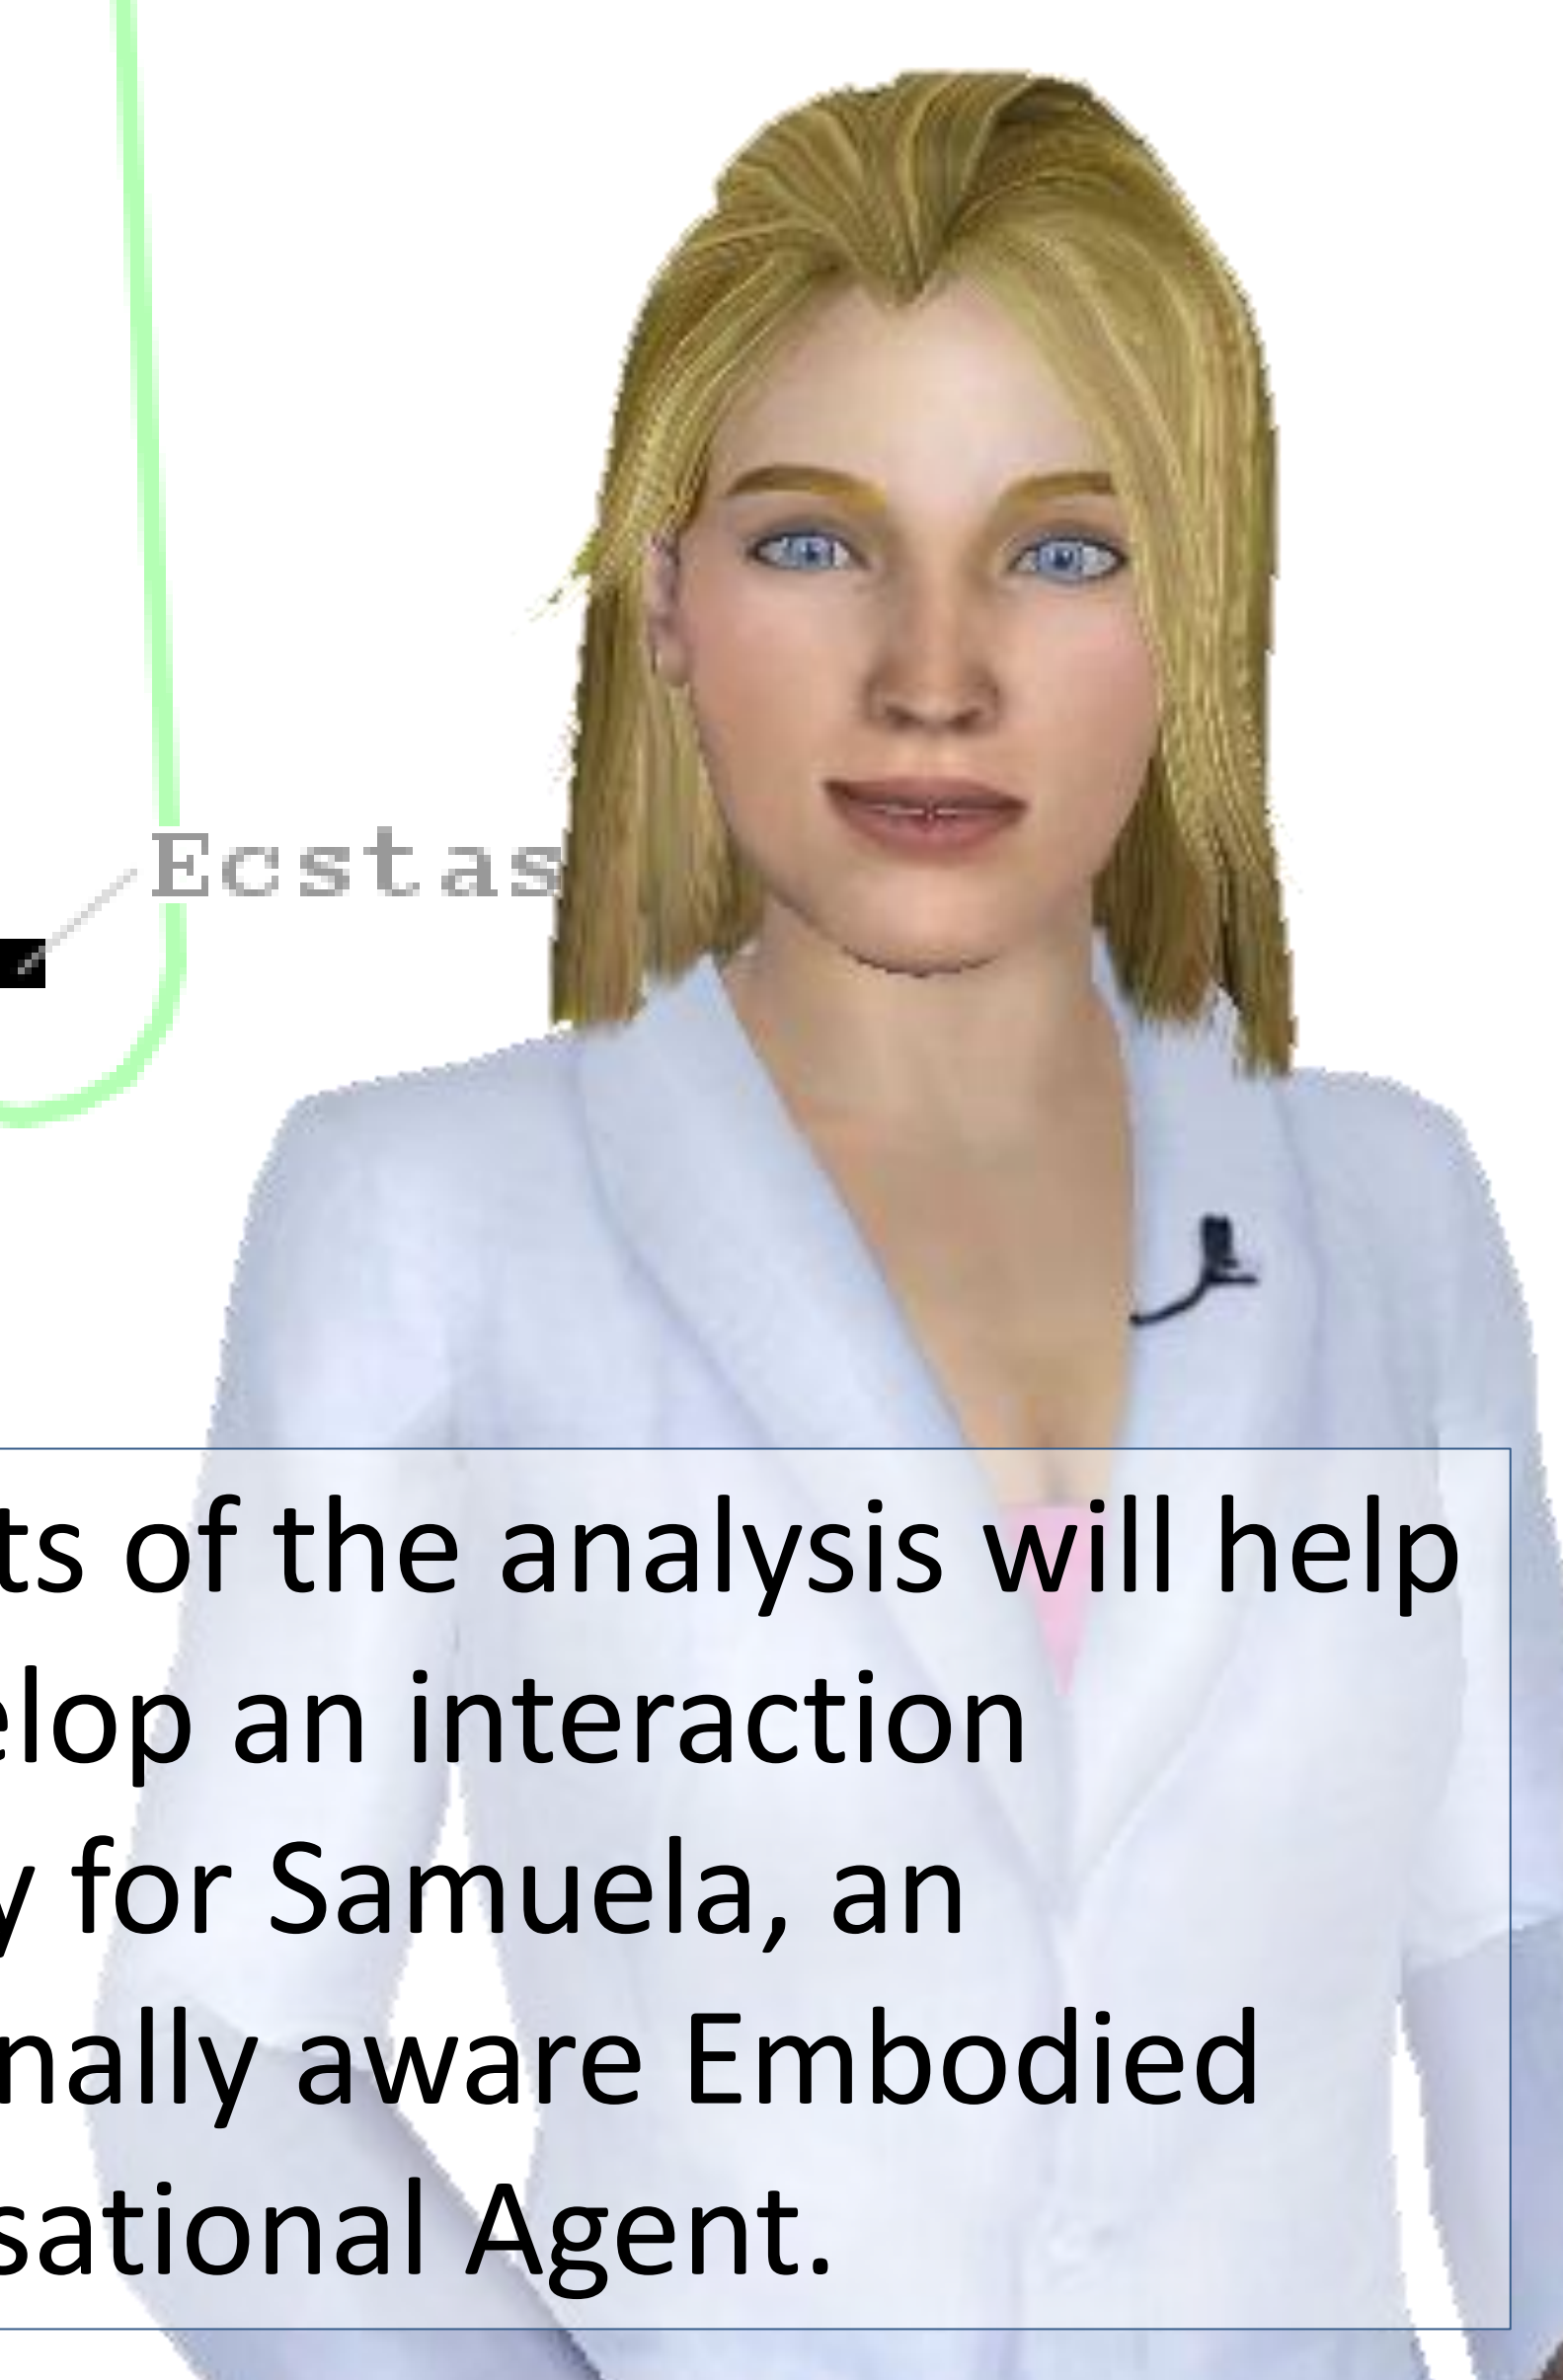 Ecstas
ts of the analysis will help
elop an interaction
y for Samuela, an
nally aware Embodied
sational Agent.